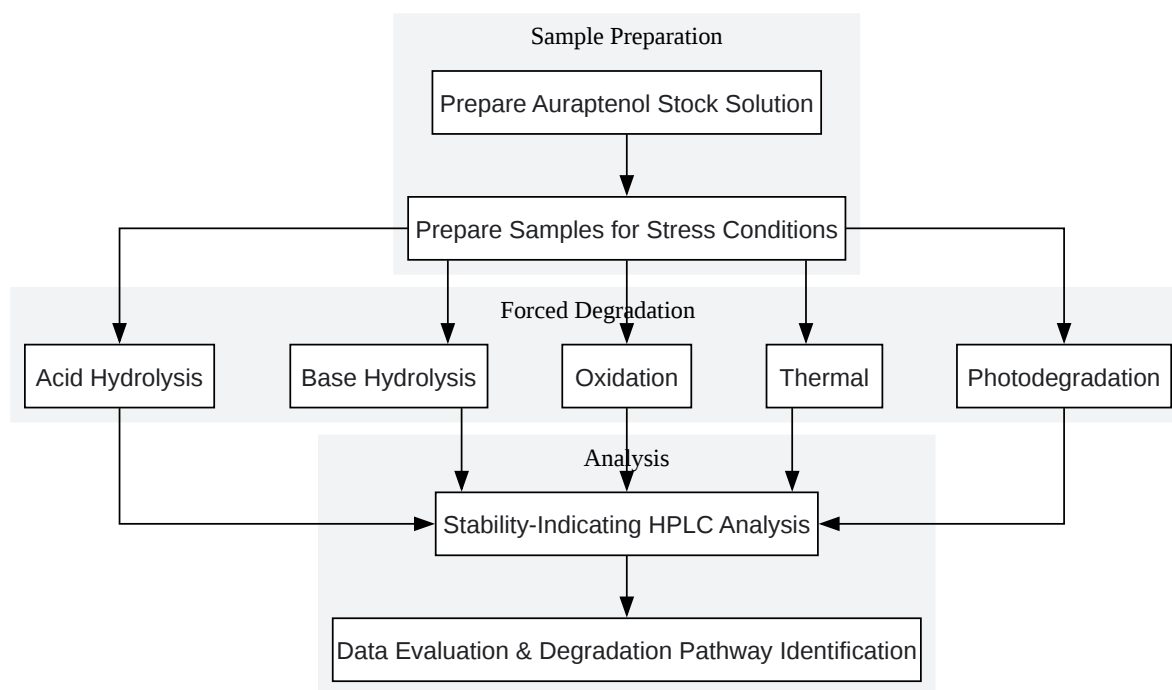 Sample Preparation
Prepare Auraptenol Stock Solution
Prepare Samples for Stress Conditions
Forced Degradation
Acid Hydrolysis
Base Hydrolysis
Oxidation
Thermal
Photodegradation
Analysis
Stability-Indicating HPLC Analysis
Data Evaluation & Degradation Pathway Identification